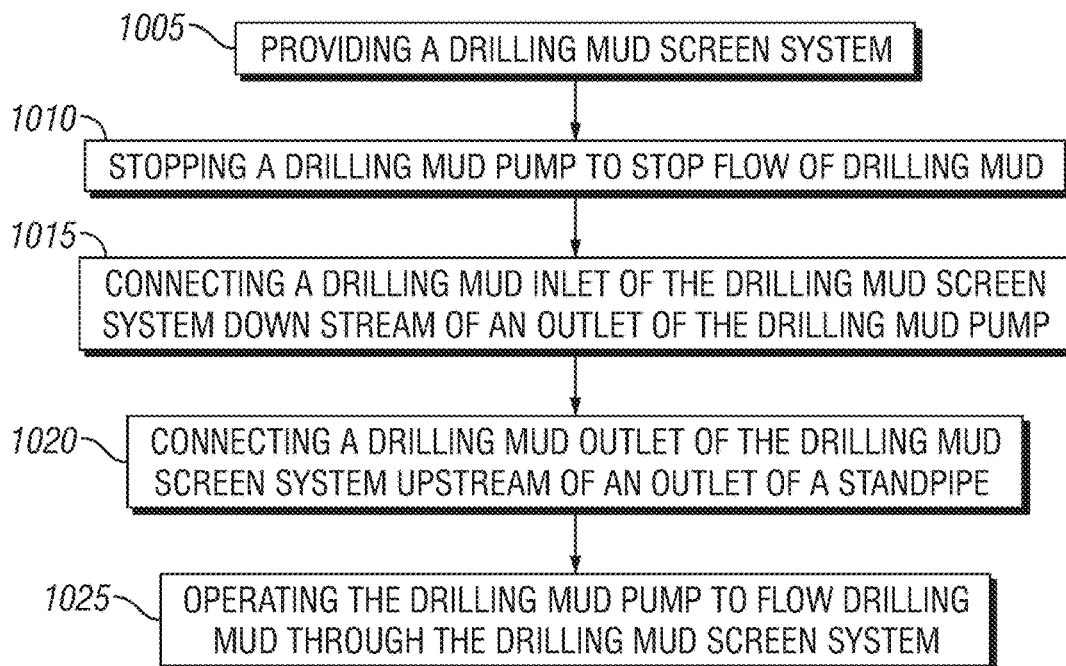 1005
PROVIDING A DRILLING MUD SCREEN SYSTEM
1010
STOPPING A DRILLING MUD PUMP TO STOP FLOW OF DRILLING MUD
1015
CONNECTING A DRILLING MUD INLET OF THE DRILLING MUD SCREEN
SYSTEM DOWN STREAM OF AN OUTLET OF THE DRILLING MUD PUMP
1020
CONNECTING A DRILLING MUD OUTLET OF THE DRILLING MUD
SCREEN SYSTEM UPSTREAM OF AN OUTLET OF A STANDPIPE
1025
OPERATING THE DRILLING MUD PUMP TO FLOW DRILLING
MUD THROUGH THE DRILLING MUD SCREEN SYSTEM